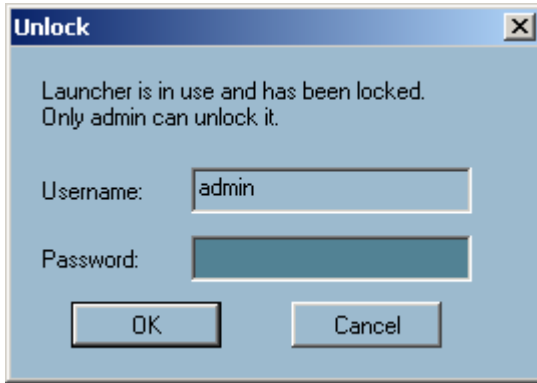 Unlock
Launcher is in use and has been locked.
Only admin can unlock it.
Username: admin
Password:
OK Cancel